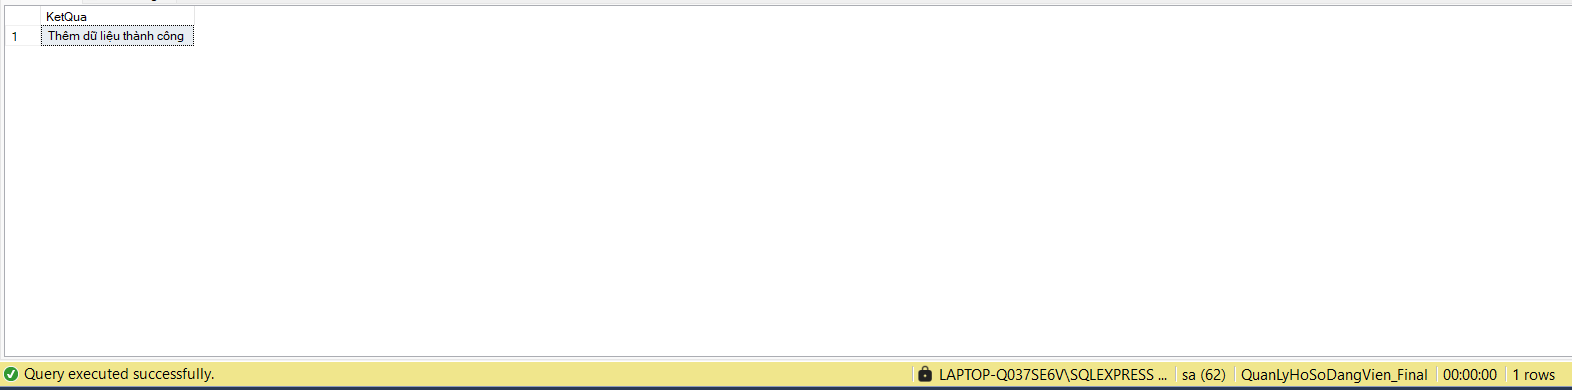 KetQua
1 Thêm dữ liệu thành công
Query executed successfully. LAPTOP-Q037SE6V\SQLEXPRESS ... sa (62) QuanLyHoSoDangVien_Final 00:00:00 1 rows